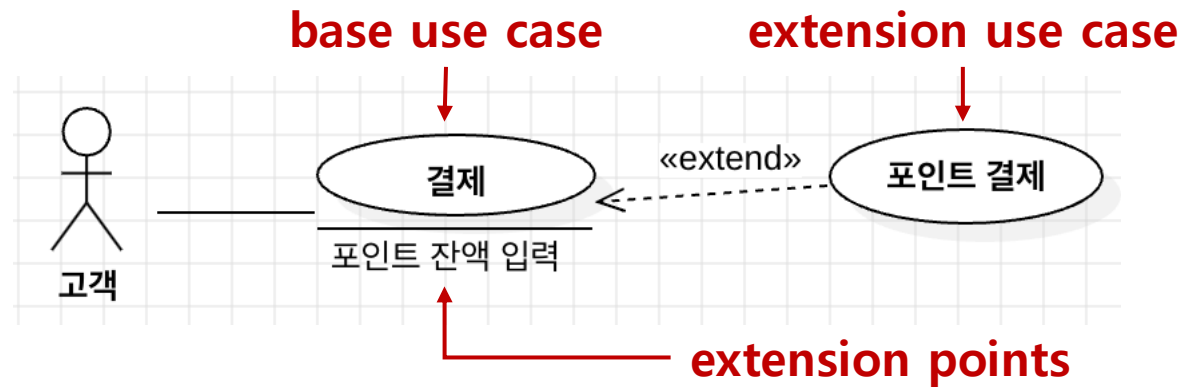 base use case
extension use case
«extend»
결제
포인트 결제
포인트 잔액 입력
고객
extension points